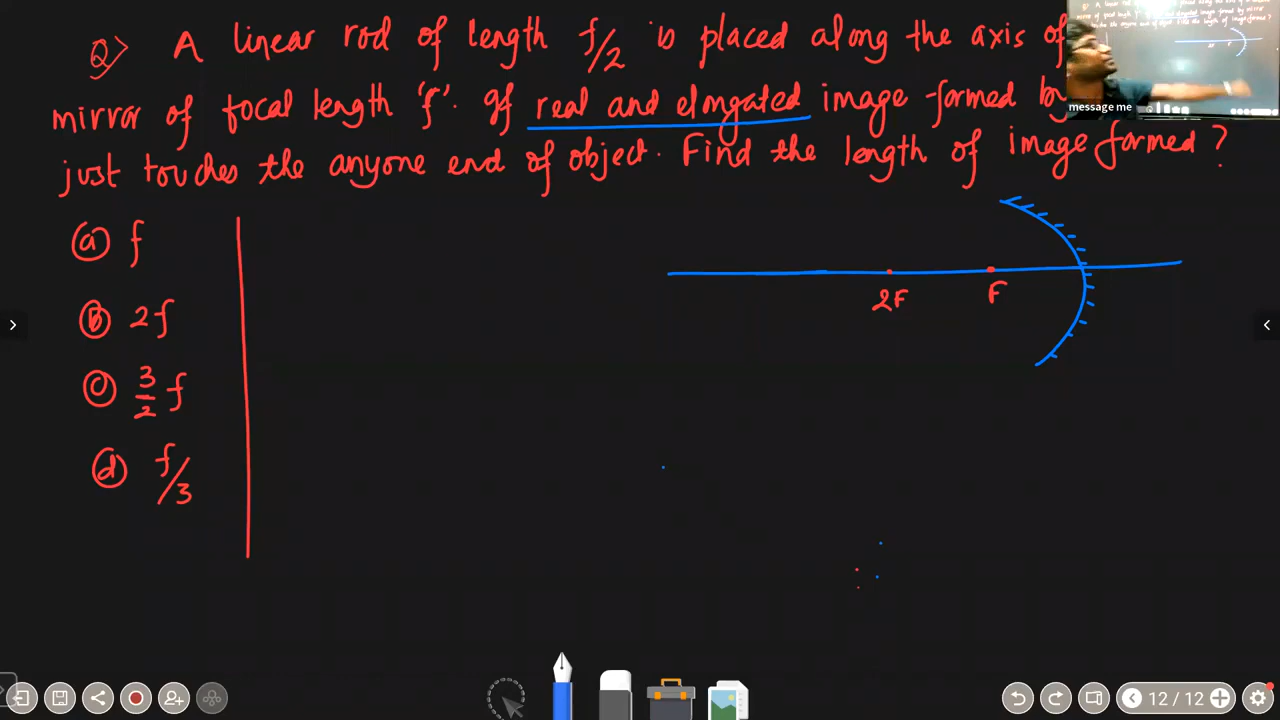 Q> A linear rod of length f/2 is placed along the axis of
mirror of focal length 'f'. If real and elongated image formed by
just touches the anyone end of object. Find the length of image formed?
(a) f
(b) 2f
(c) 3/2 f
(d) f/3
2F F
message me
12 / 12